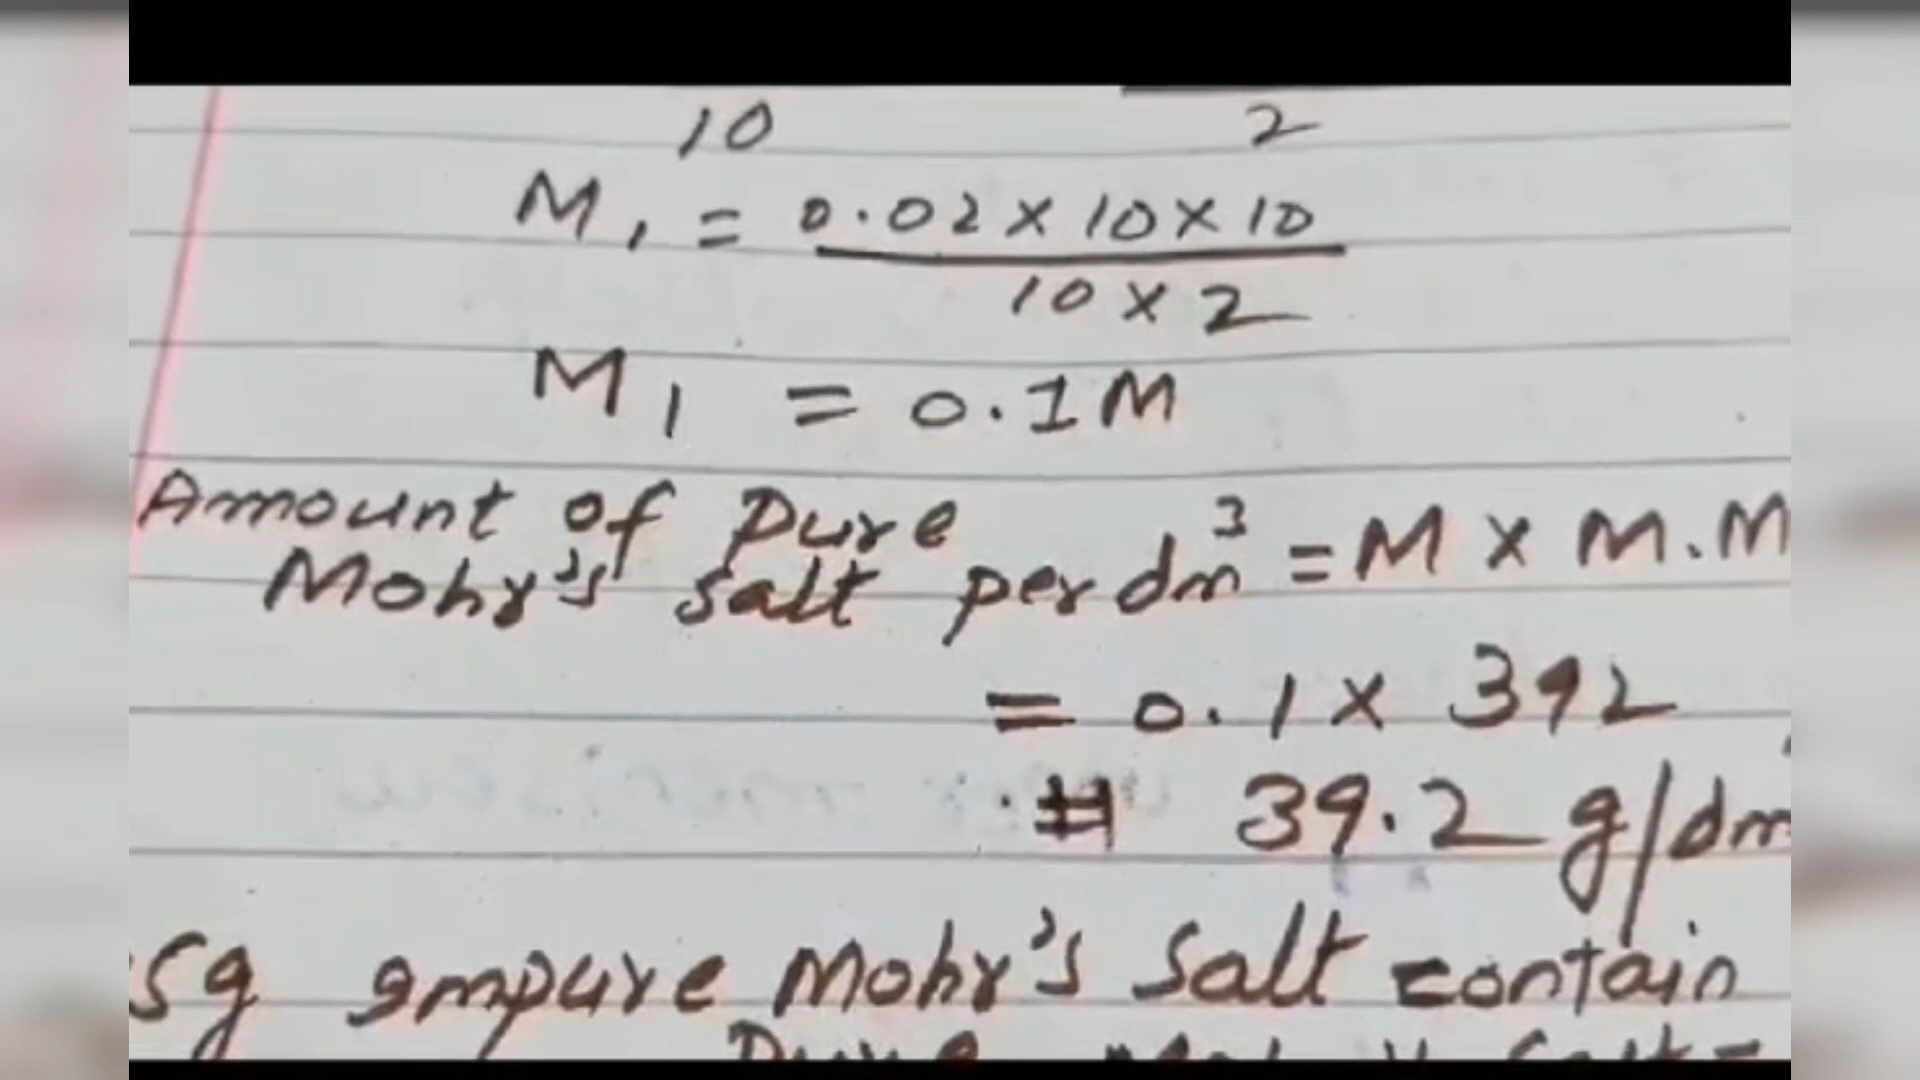 10 2
M1 = 0.02 x 10 x 10
10 x 2
M1 = 0.1M
Amount of Pure
Mohr's salt per dm3 = M x M.M
= 0.1 x 392
= 39.2 g/dm
5g impure Mohr's Salt contain